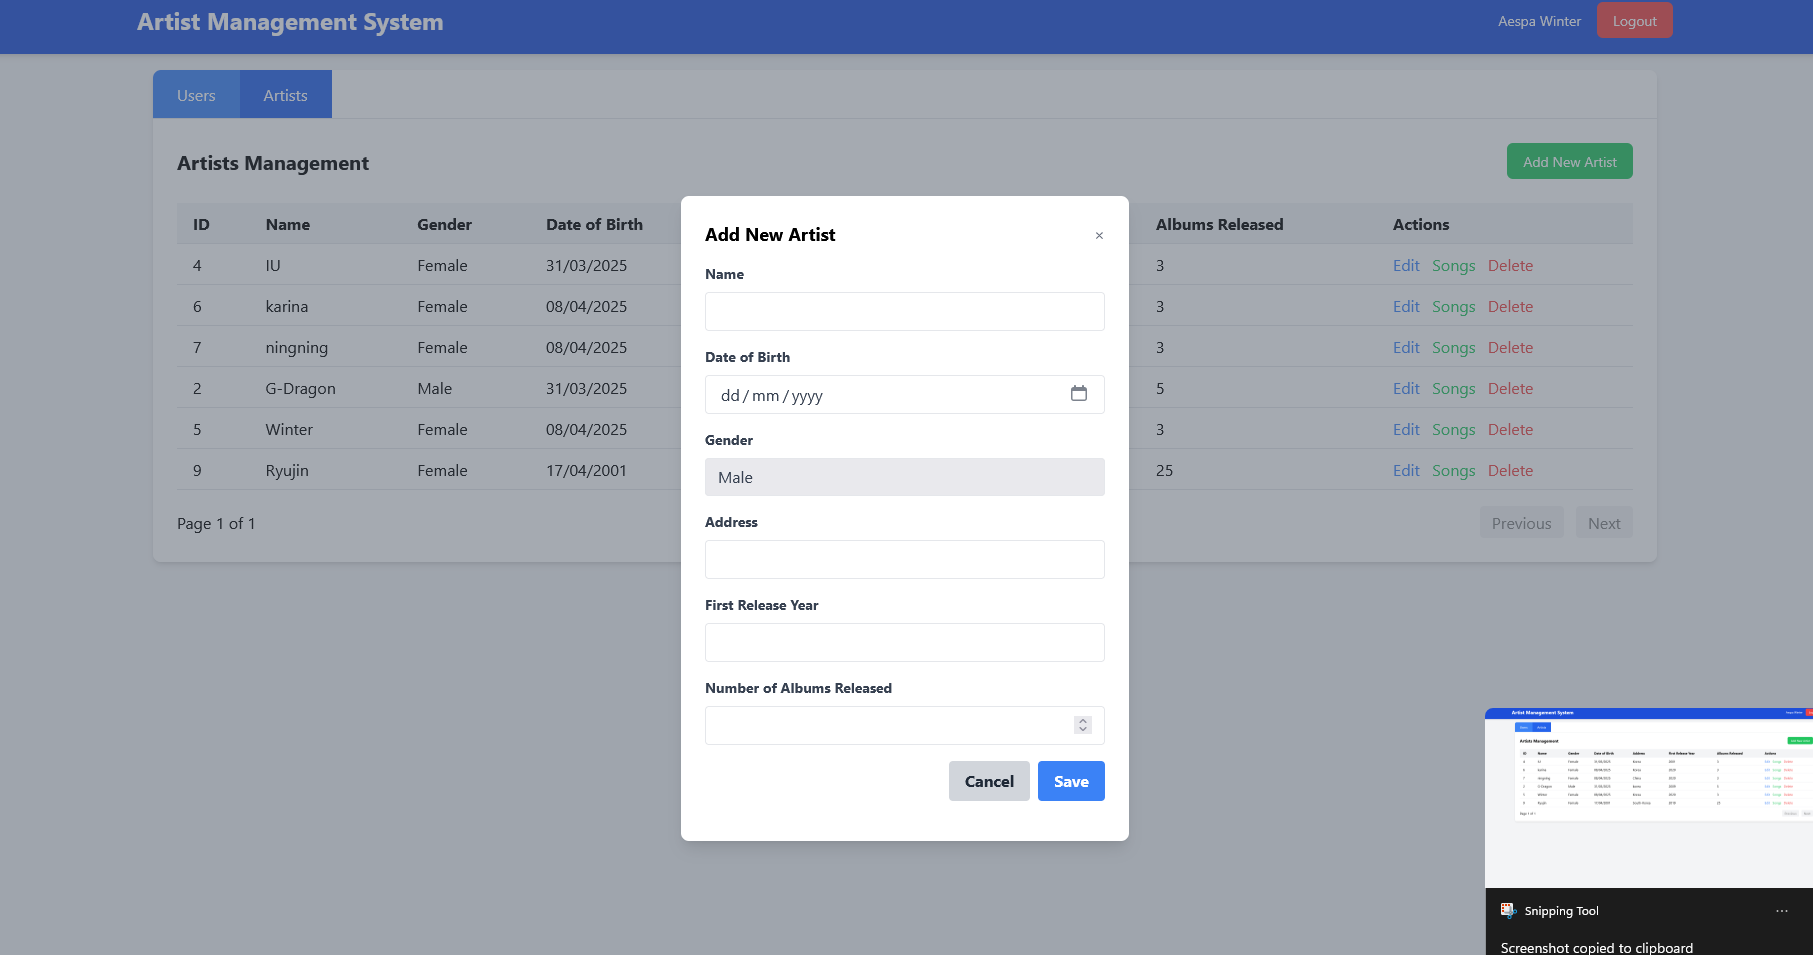 Artist Management System Aespa Winter Logout
Users Artists
Artists Management Add New Artist
ID Name Gender Date of Birth Albums Released Actions
4 IU Female 31/03/2025 3 Edit Songs Delete
6 karina Female 08/04/2025 3 Edit Songs Delete
7 ningning Female 08/04/2025 3 Edit Songs Delete
2 G-Dragon Male 31/03/2025 5 Edit Songs Delete
5 Winter Female 08/04/2025 3 Edit Songs Delete
9 Ryujin Female 17/04/2001 25 Edit Songs Delete
Page 1 of 1 Previous Next
Add New Artist ×
Name
Date of Birth
dd/mm/yyyy
Gender
Male
Address
First Release Year
Number of Albums Released
Cancel Save
Artist Management System
Artists Management
Snipping Tool ...
Screenshot copied to clipboard